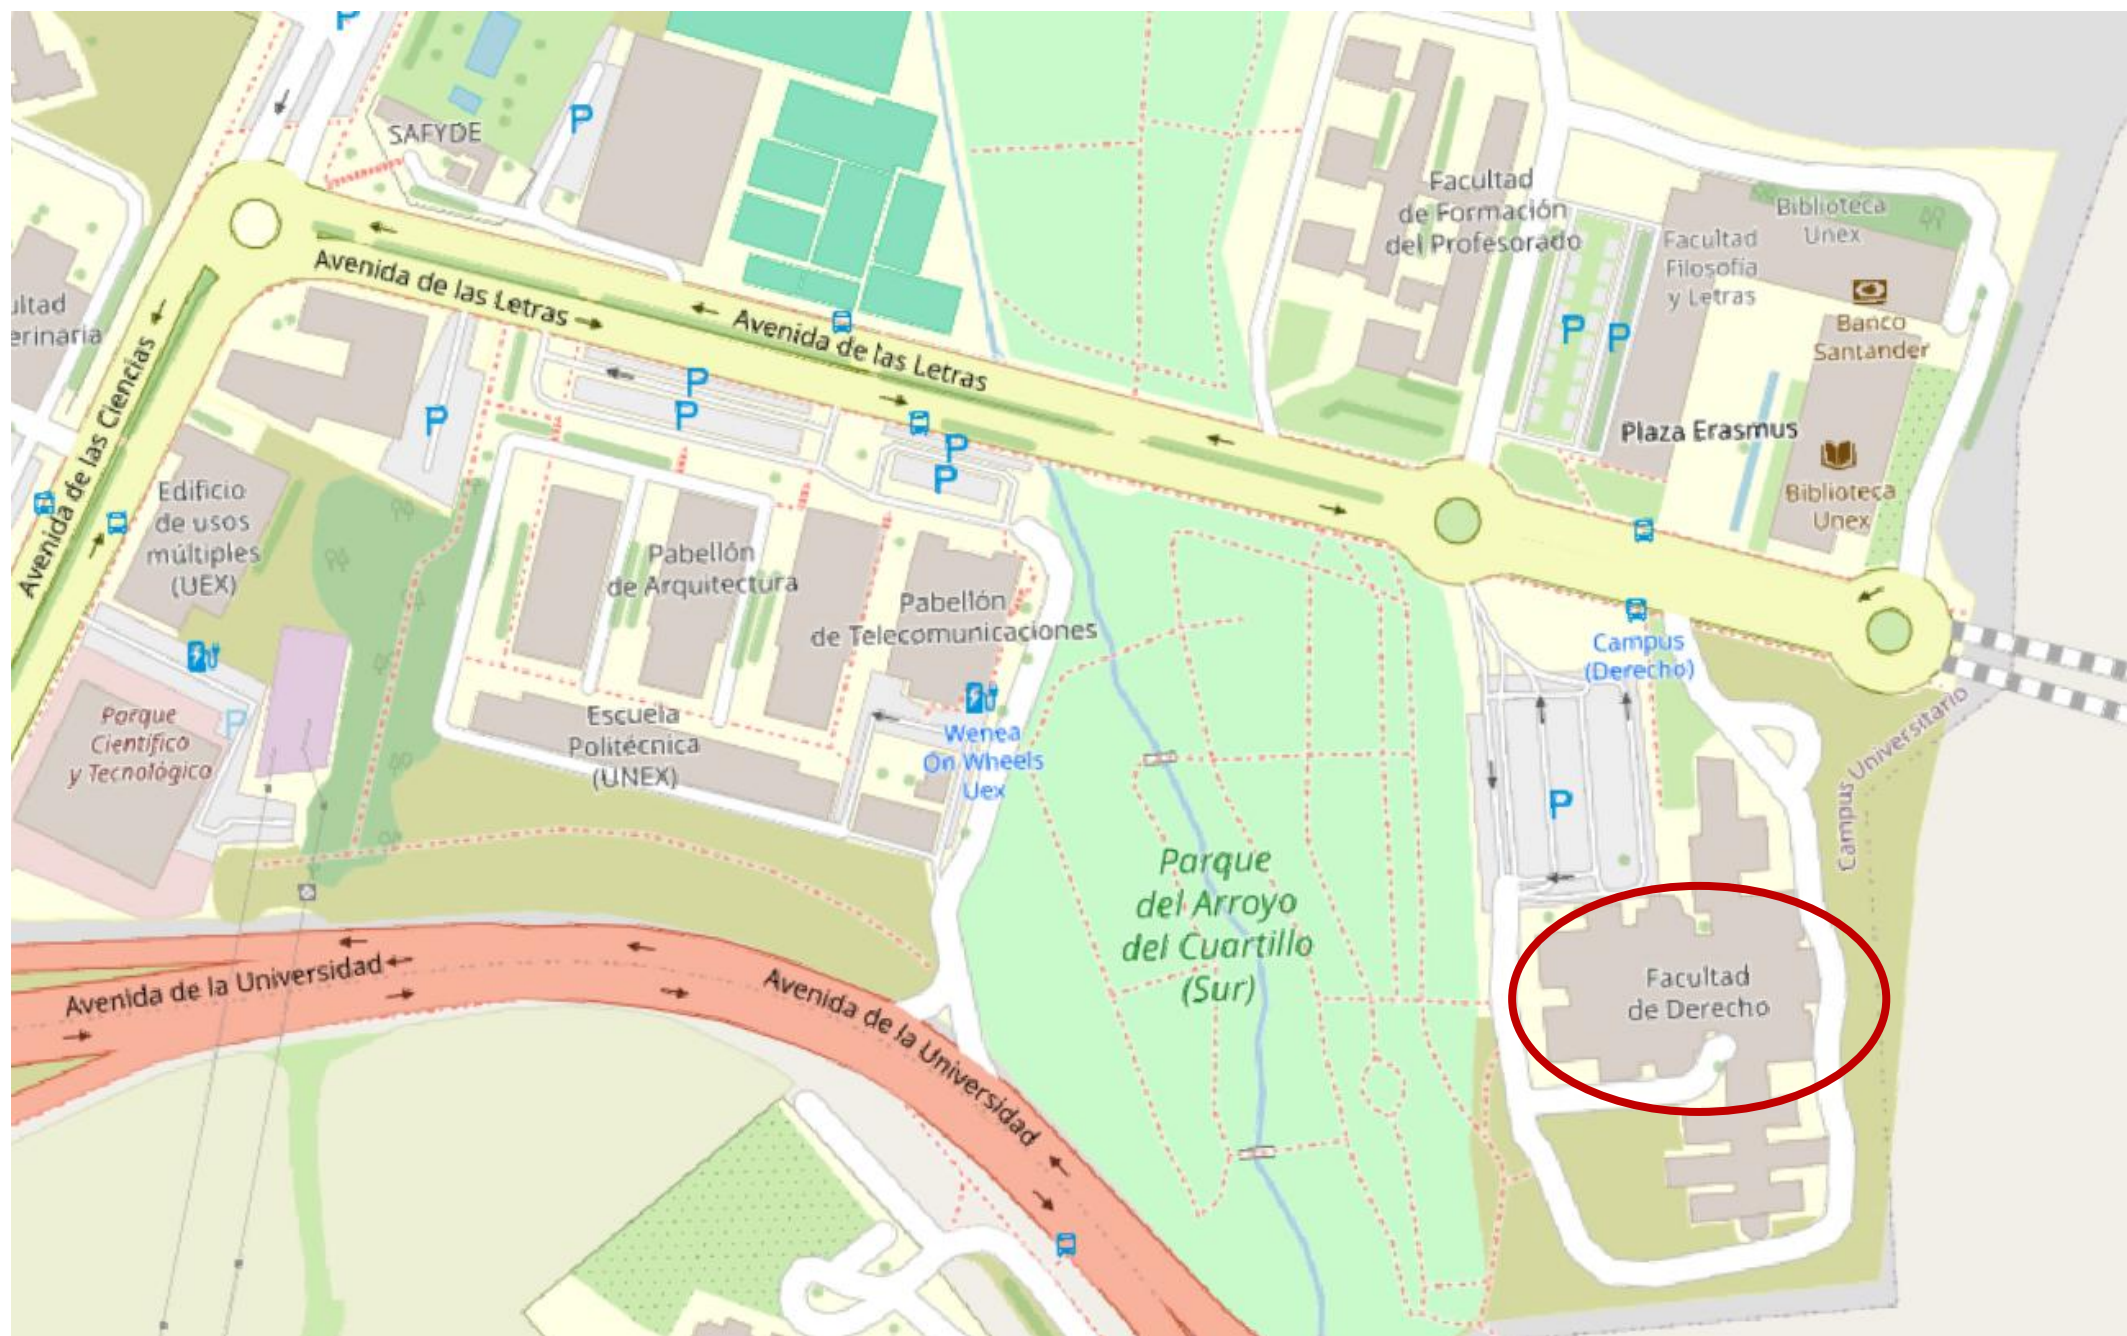 P
SAFYDE
P
Facultad
de Formación
del Profesorado
Biblioteca
Unex
Facultad
Filosofía
y Letras
Banco
Santander
P P
Plaza Erasmus
Biblioteca
Unex
Avenida de las Letras
Avenida de las Letras
P
P
P
P
P
Avenida de las Ciencias
Edificio
de usos
múltiples
(UEX)
Pabellón
de Arquitectura
Pabellón
de Telecomunicaciones
Campus
(Derecho)
Parque
Científico
y Tecnológico
P
Escuela
Politécnica
(UNEX)
Wenea
On Wheels
Uex
P
Campus Universitario
Parque
del Arroyo
del Cuartillo
(Sur)
Facultad
de Derecho
Avenida de la Universidad
Avenida de la Universidad